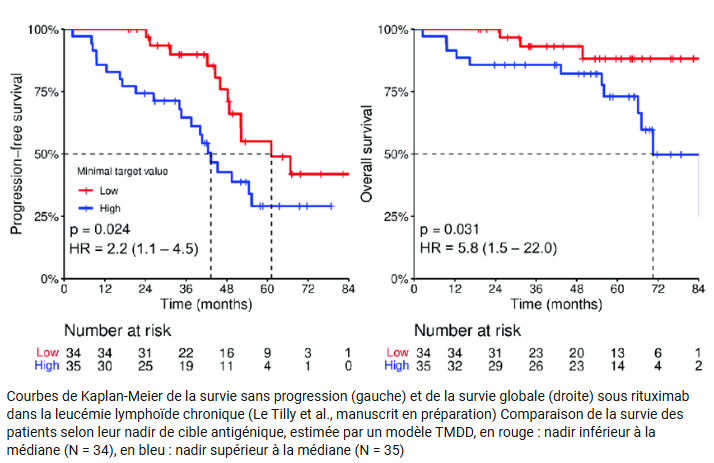 100%
75%
50%
25%
0%
Progression–free survival
Minimal target value
Low
High
p = 0.024
HR = 2.2 (1.1 – 4.5)
0 12 24 36 48 60 72 84
Time (months)
Number at risk
Low 34 34 31 22 16 9 3 1
High 35 30 25 19 11 4 1 0
100%
75%
50%
25%
0%
Overall survival
p = 0.031
HR = 5.8 (1.5 – 22.0)
0 12 24 36 48 60 72 84
Time (months)
Number at risk
Low 34 34 31 23 20 13 6 1
High 35 32 29 26 23 14 4 2
Courbes de Kaplan-Meier de la survie sans progression (gauche) et de la survie globale (droite) sous rituximab
dans la leucémie lymphoïde chronique (Le Tilly et al., manuscrit en préparation) Comparaison de la survie des
patients selon leur nadir de cible antigénique, estimée par un modèle TMDD, en rouge : nadir inférieur à la
médiane (N = 34), en bleu : nadir supérieur à la médiane (N = 35)